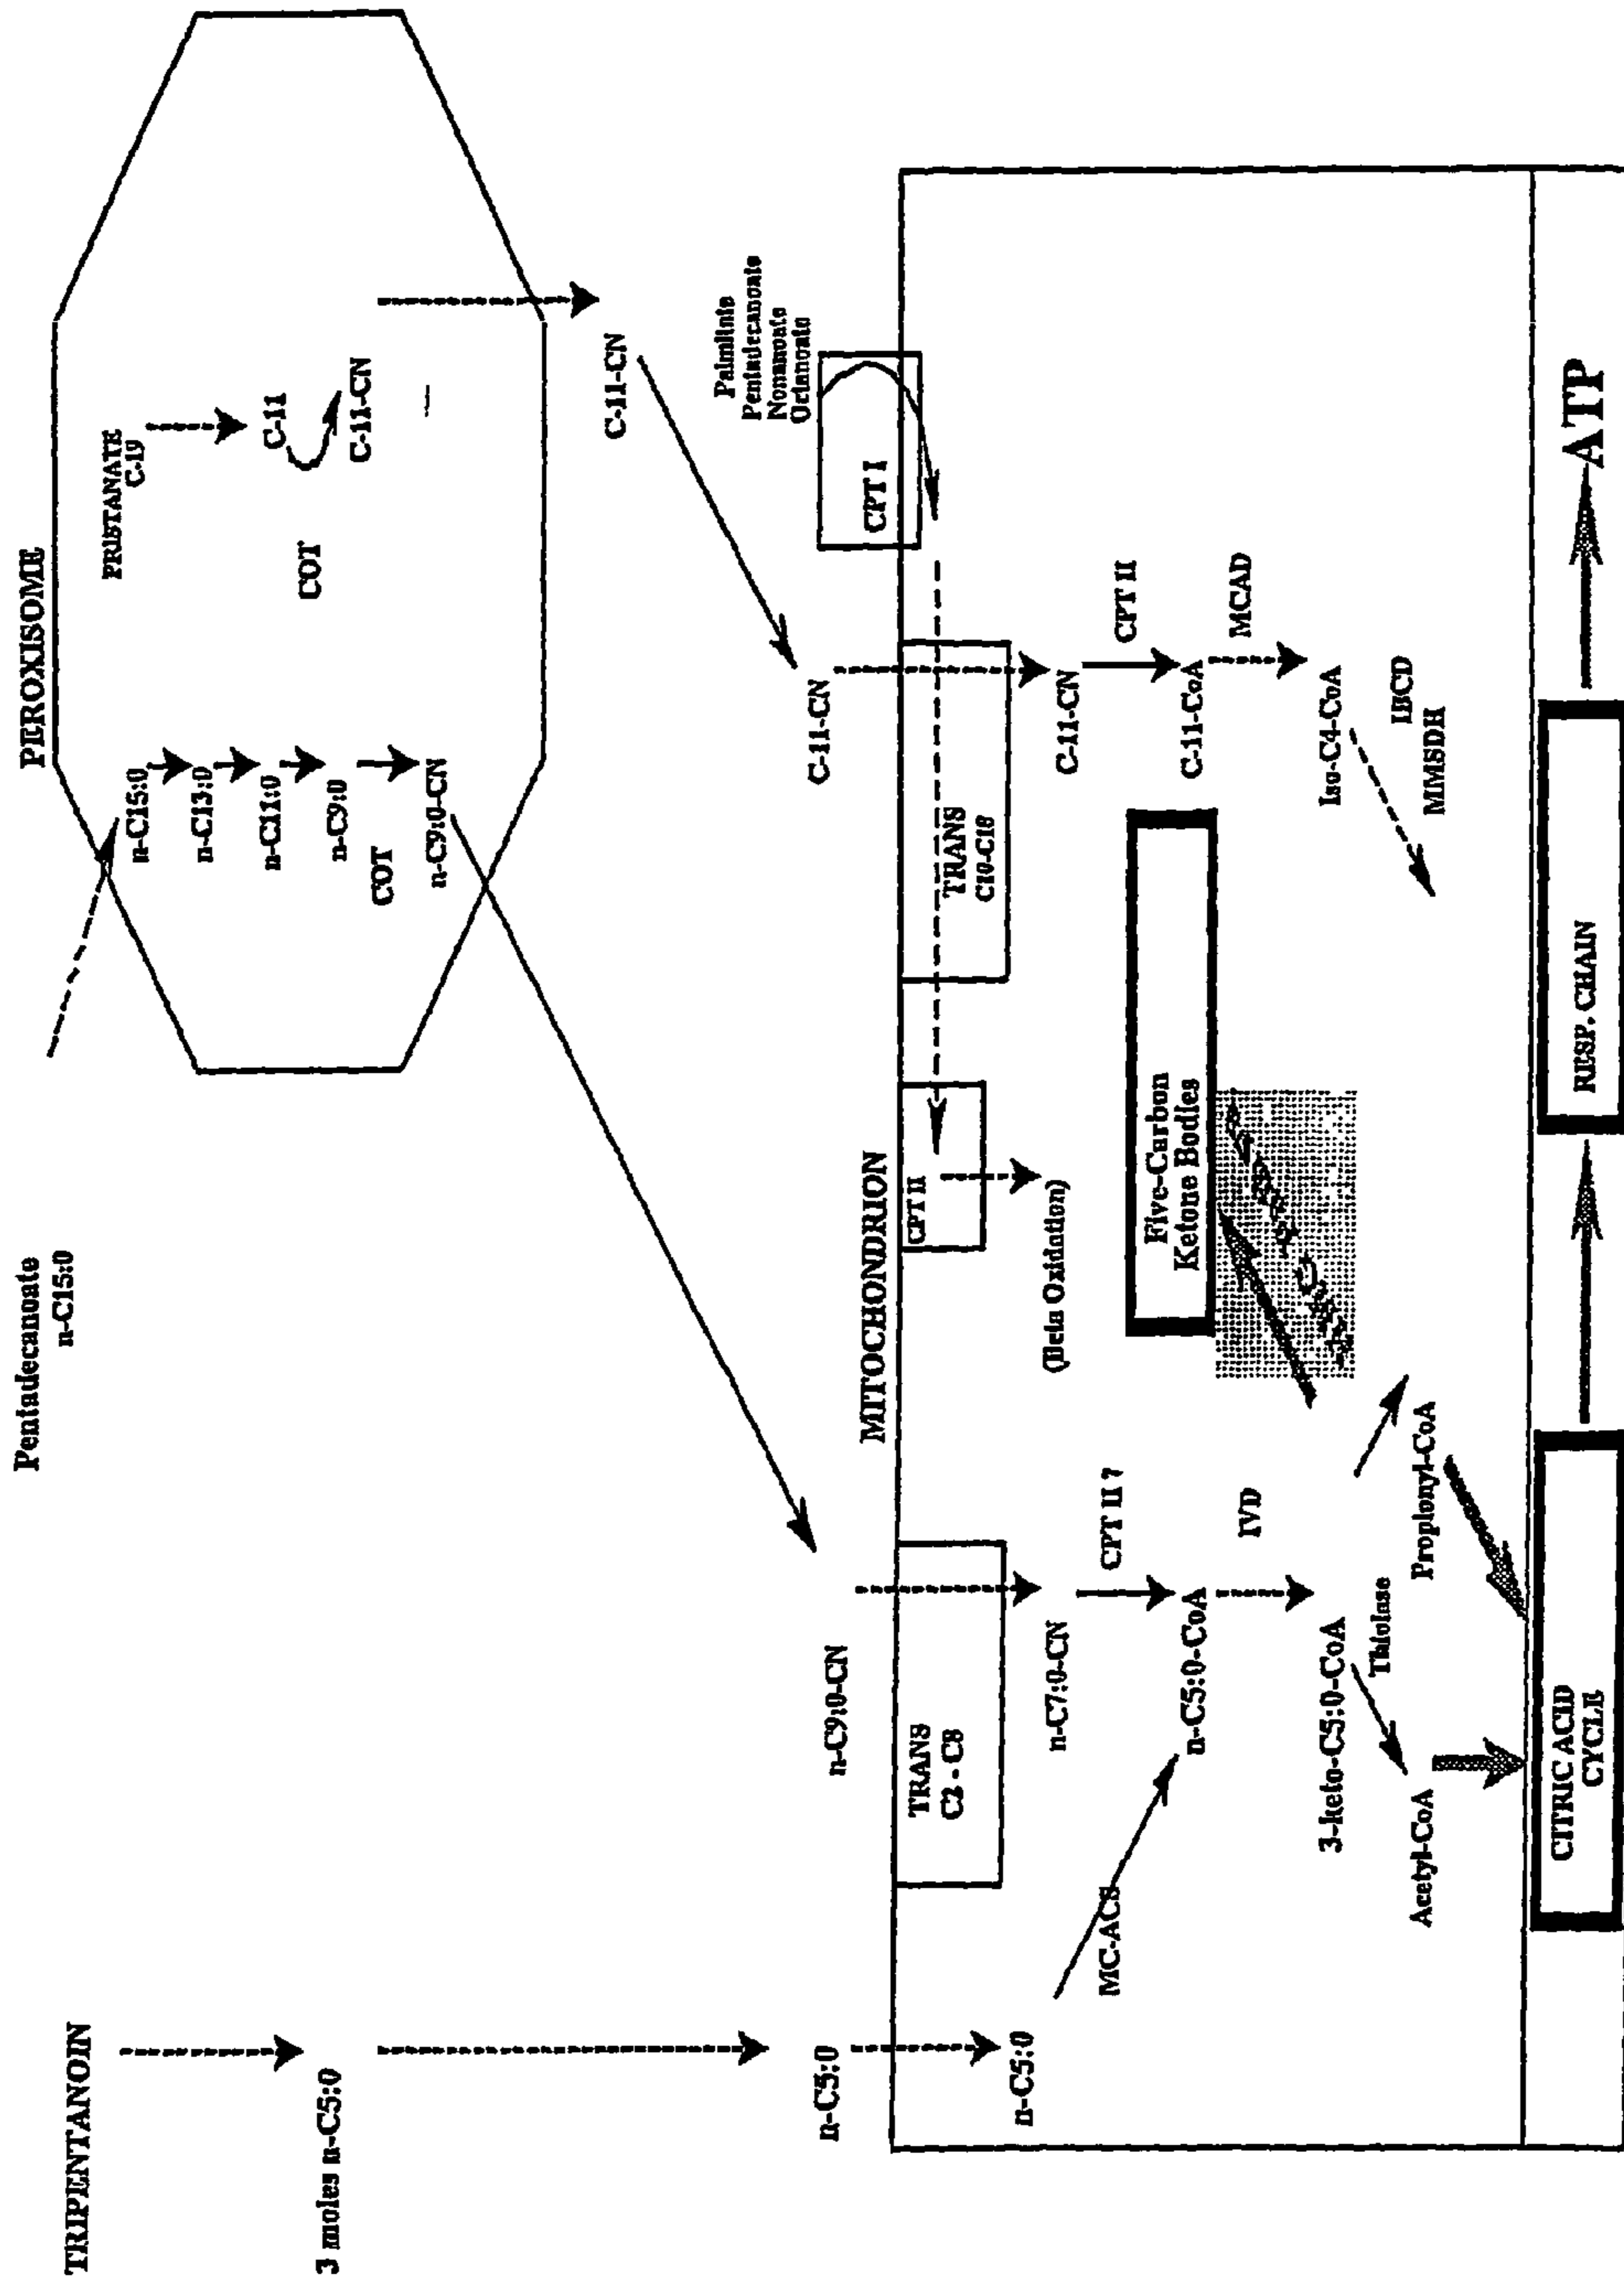 TRIPENTANOIN
3 moles n-C5:0
n-C5:0
n-C5:0
MC-ACS
Pentadecanoate
n-C15:0
PEROXISOME
n-C15:0
n-C13:0
n-C11:0
n-C9:0
COT
n-C9:0-CN
PRISTANATE
C-19
C-11
COT
C-11-CN
C-11-CN
Palmitate
Pentadecanoate
Nonanoate
Octanoate
MITOCHONDRION
n-C9:0-CN
TRANS
C2 - C8
n-C7:0-CN
CPT II ?
n-C5:0-CoA
IVD
3-keto-C5:0-CoA
Thiolase
Acetyl-CoA
Propionyl-CoA
CPT II
(Beta Oxidation)
Five-Carbon
Ketone Bodies
C-11-CN
TRANS
C10-C18
CPT I
C-11-CN
CPT II
C-11-CoA
MCAD
Iso-C4-CoA
IBCD
MMSDH
CITRIC ACID
CYCLE
RESP. CHAIN
ATP